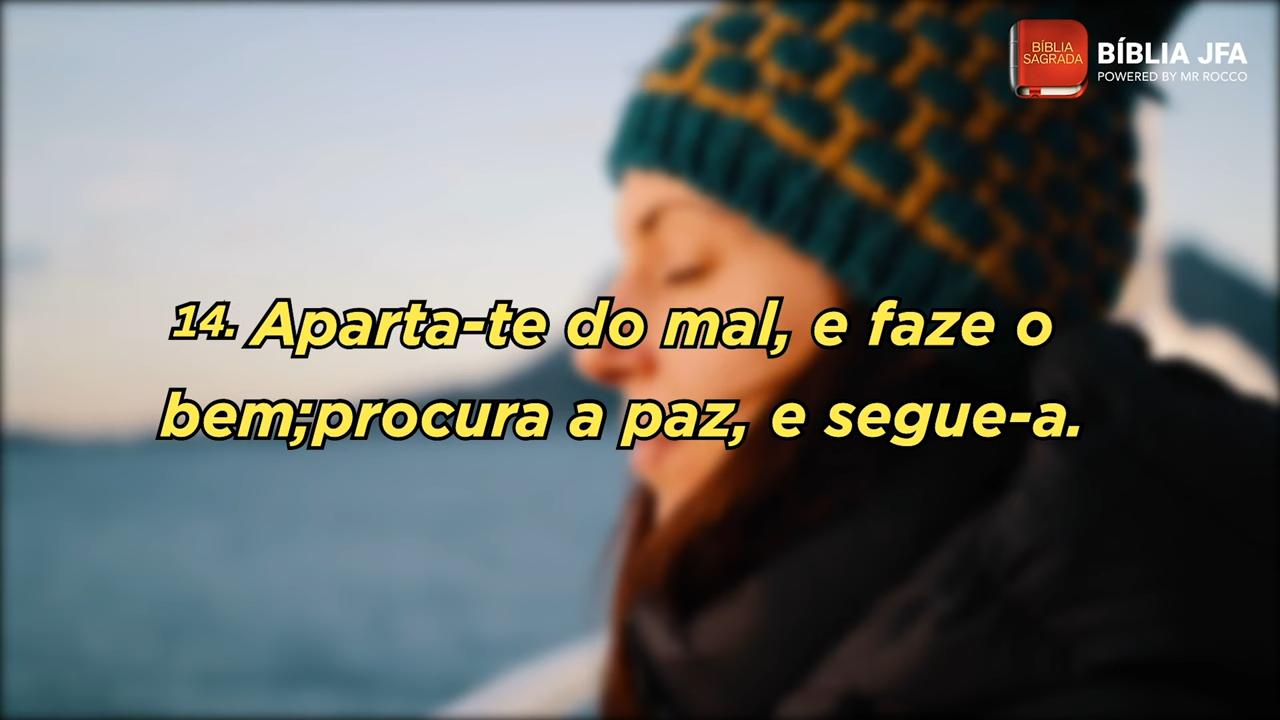 BÍBLIA
SAGRADA
BÍBLIA JFA
POWERED BY MR ROCCO
14. Aparta-te do mal, e faze o
bem;procura a paz, e segue-a.